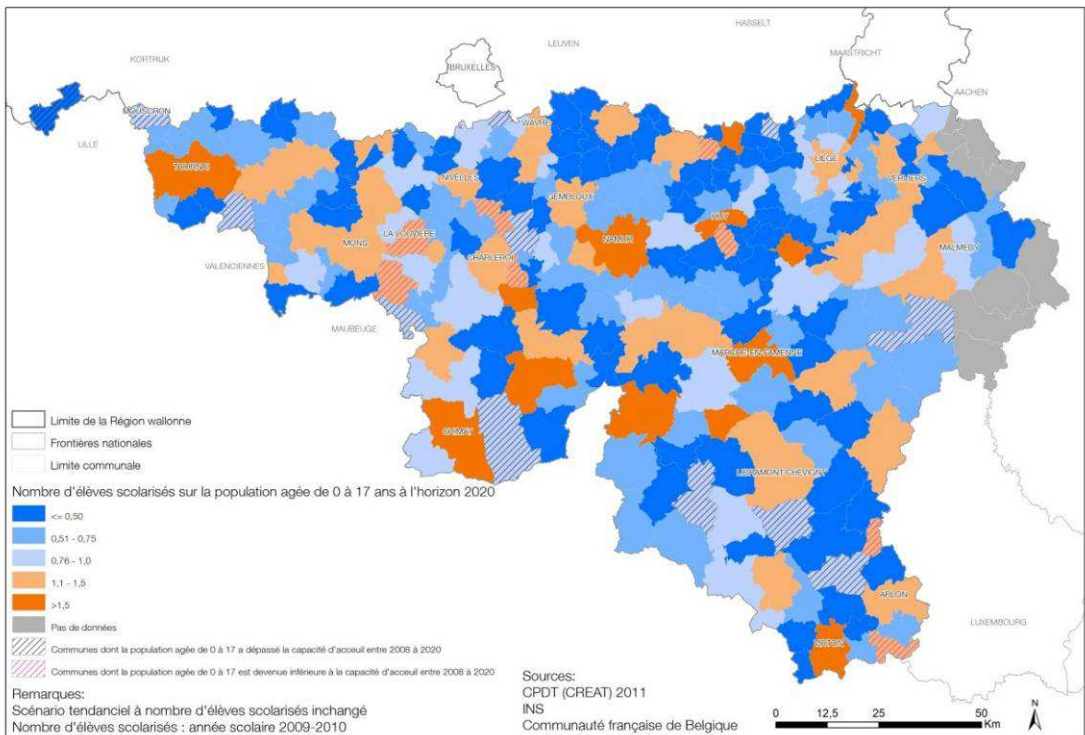 HASSELT
LEUVEN
MAASTRICHT
KORTRIJK
BRUXELLES
AACHEN
MOUSCRON
WAVRE
LILLE
LIEGE
TOURNAI
NIVELLES
VERVIERS
GEMBLOUX
HUY
LA LOUVIERE
MONS
NAMUR
MALMEDY
CHARLEROI
VALENCIENNES
MAUBEUGE
MARCHE-EN-FAMENNE
CHIMAY
LIBRAMONT-CHEVIGNY
ARLON
LUXEMBOURG
VIRTON
Limite de la Région wallonne
Frontières nationales
Limite communale
Nombre d'élèves scolarisés sur la population agée de 0 à 17 ans à l'horizon 2020
<= 0,50
0,51 - 0,75
0,76 - 1,0
1,1 - 1,5
>1,5
Pas de données
Communes dont la population agée de 0 à 17 a dépassé la capacité d'acceuil entre 2008 à 2020
Communes dont la population agée de 0 à 17 est devenue inférieure à la capacité d'acceuil entre 2008 à 2020
Remarques:
Scénario tendanciel à nombre d'élèves scolarisés inchangé
Nombre d'élèves scolarisés : année scolaire 2009-2010
Sources:
CPDT (CREAT) 2011
INS
Communauté française de Belgique
0 12,5 25 50
Km
N